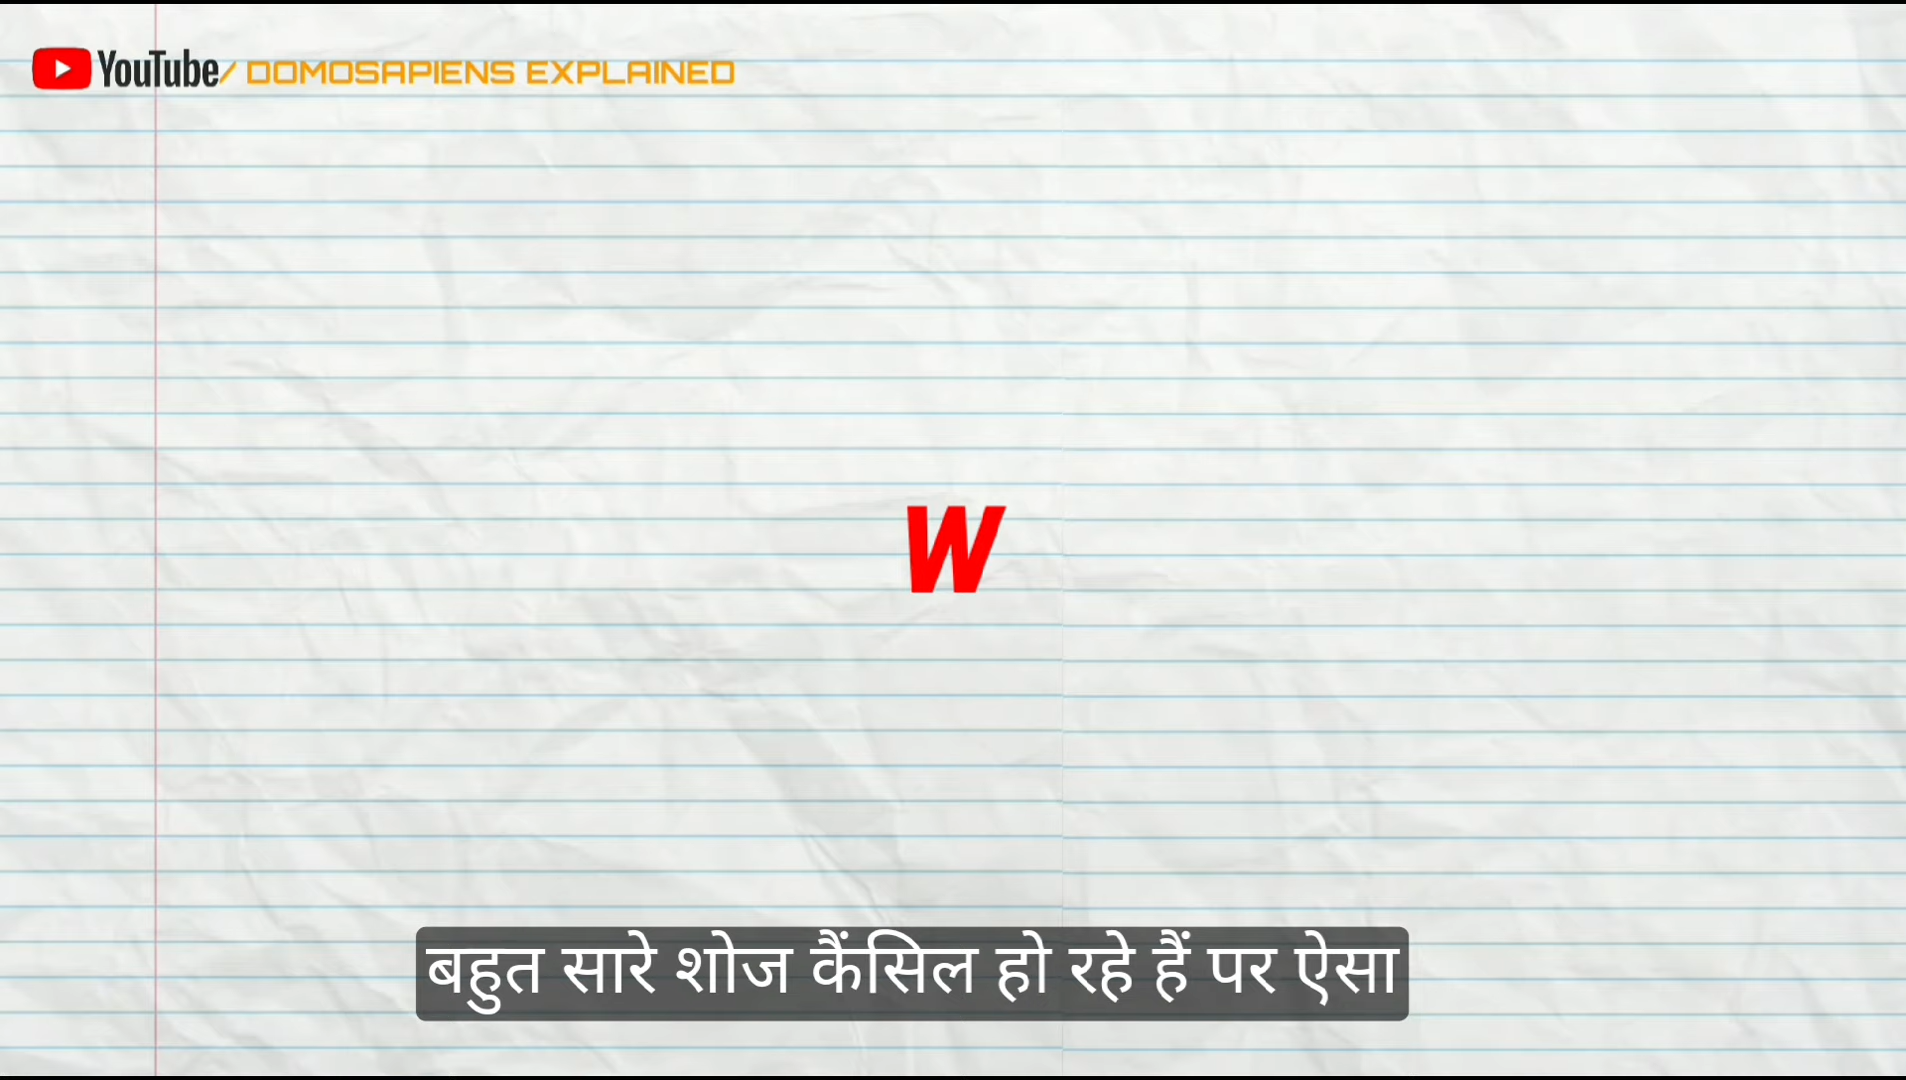 YouTube / DOMOSAPIENS EXPLAINED
W
बहुत सारे शोज कैंसिल हो रहे हैं पर ऐसा